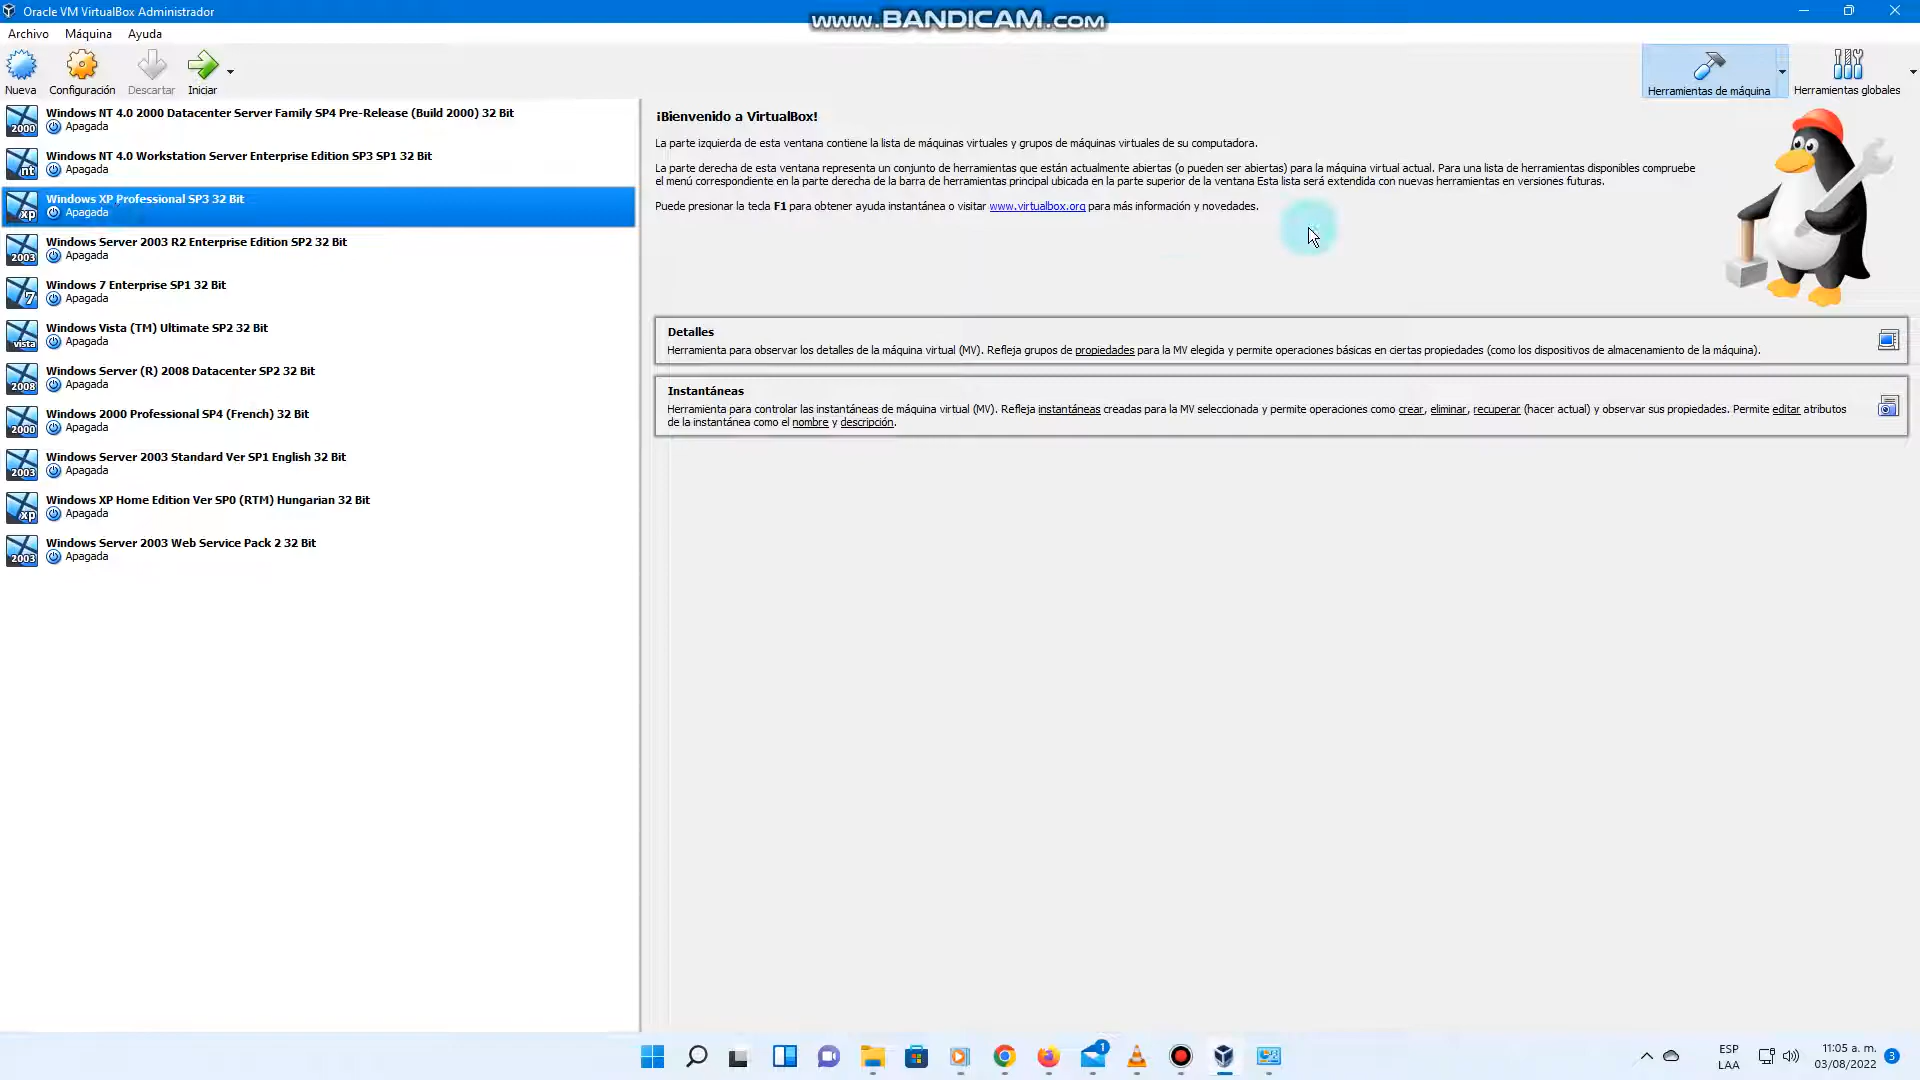 Oracle VM VirtualBox Administrador
www.BANDICAM.com
Archivo Máquina Ayuda
Nueva Configuración Descartar Iniciar
Herramientas de máquina Herramientas globales
Windows NT 4.0 2000 Datacenter Server Family SP4 Pre-Release (Build 2000) 32 Bit
Apagada
Windows NT 4.0 Workstation Server Enterprise Edition SP3 SP1 32 Bit
Apagada
Windows XP Professional SP3 32 Bit
Apagada
Windows Server 2003 R2 Enterprise Edition SP2 32 Bit
Apagada
Windows 7 Enterprise SP1 32 Bit
Apagada
Windows Vista (TM) Ultimate SP2 32 Bit
Apagada
Windows Server (R) 2008 Datacenter SP2 32 Bit
Apagada
Windows 2000 Professional SP4 (French) 32 Bit
Apagada
Windows Server 2003 Standard Ver SP1 English 32 Bit
Apagada
Windows XP Home Edition Ver SP0 (RTM) Hungarian 32 Bit
Apagada
Windows Server 2003 Web Service Pack 2 32 Bit
Apagada
2000
nt
xp
2003
7
vista
2008
2000
2003
xp
2003
¡Bienvenido a VirtualBox!
La parte izquierda de esta ventana contiene la lista de máquinas virtuales y grupos de máquinas virtuales de su computadora.
La parte derecha de esta ventana representa un conjunto de herramientas que están actualmente abiertas (o pueden ser abiertas) para la máquina virtual actual. Para una lista de herramientas disponibles compruebe
el menú correspondiente en la parte derecha de la barra de herramientas principal ubicada en la parte superior de la ventana Esta lista será extendida con nuevas herramientas en versiones futuras.
Puede presionar la tecla F1 para obtener ayuda instantánea o visitar www.virtualbox.org para más información y novedades.
Detalles
Herramienta para observar los detalles de la máquina virtual (MV). Refleja grupos de propiedades para la MV elegida y permite operaciones básicas en ciertas propiedades (como los dispositivos de almacenamiento de la máquina).
Instantáneas
Herramienta para controlar las instantáneas de máquina virtual (MV). Refleja instantáneas creadas para la MV seleccionada y permite operaciones como crear, eliminar, recuperar (hacer actual) y observar sus propiedades. Permite editar atributos
de la instantánea como el nombre y descripción.
1
ESP
LAA
11:05 a. m.
03/08/2022
3